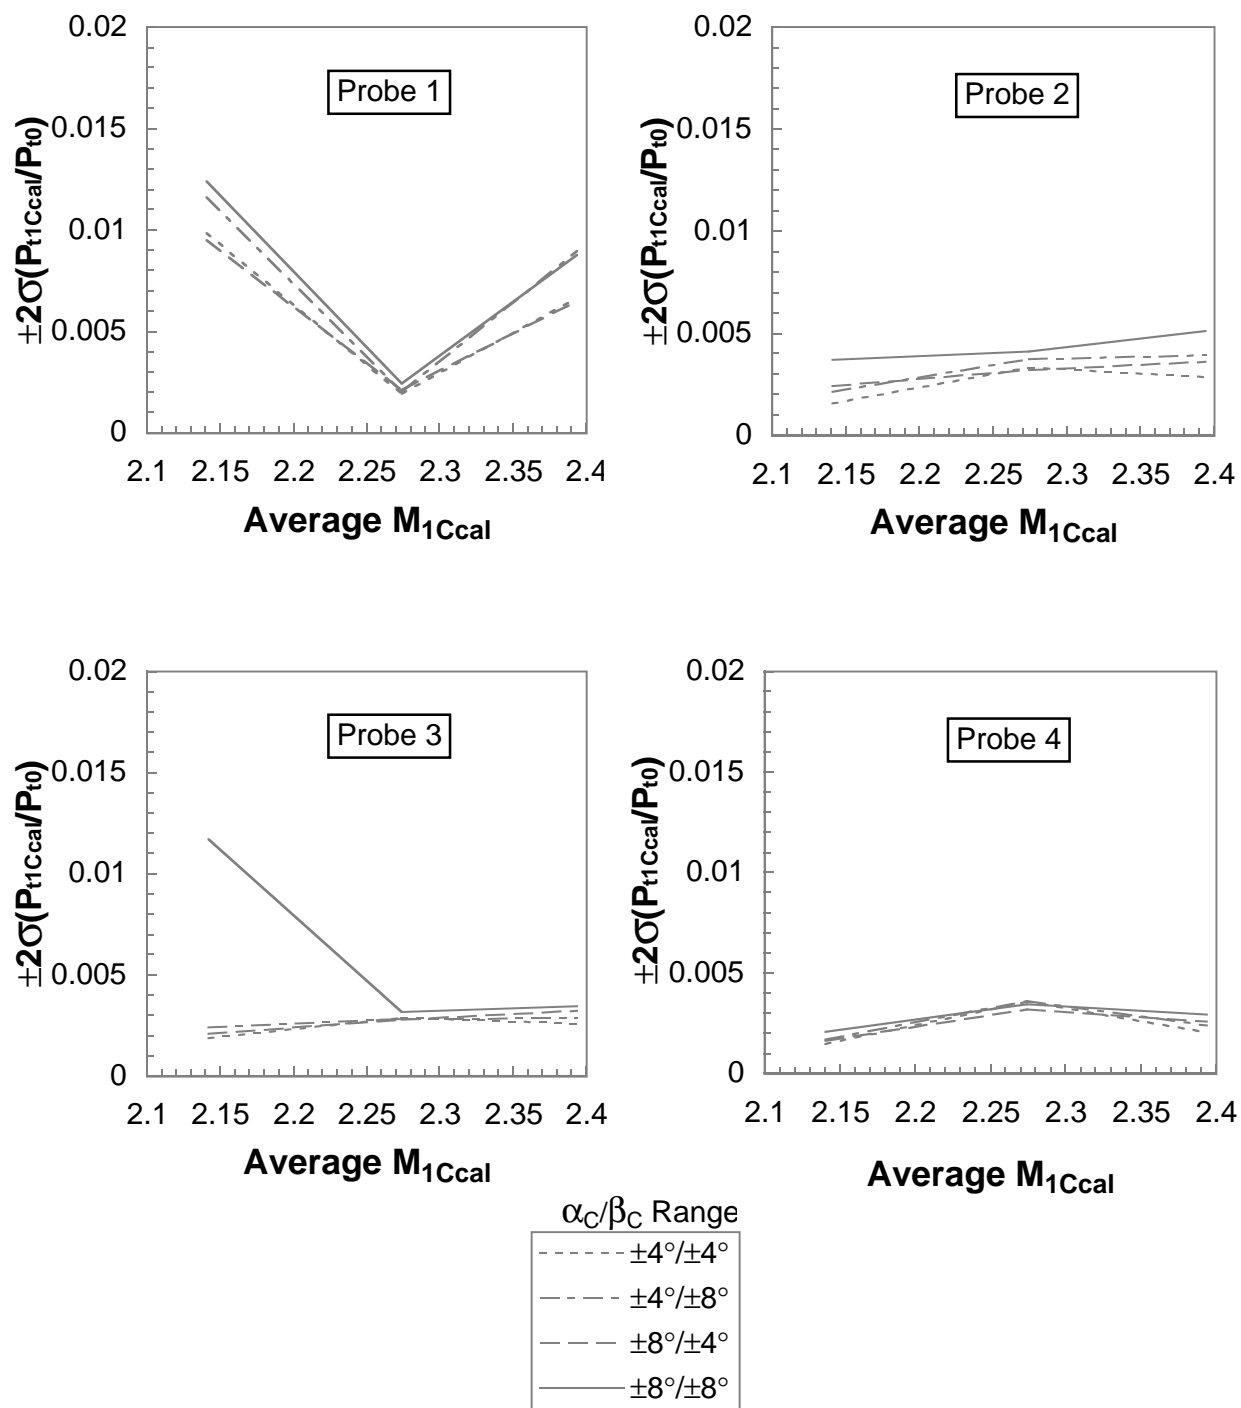 0.02
0.015
0.01
0.005
0
±2σ(Pt1Ccal/Pt0)
Probe 1
2.1 2.15 2.2 2.25 2.3 2.35 2.4
Average M1Ccal
0.02
0.015
0.01
0.005
0
±2σ(Pt1Ccal/Pt0)
Probe 2
2.1 2.15 2.2 2.25 2.3 2.35 2.4
Average M1Ccal
0.02
0.015
0.01
0.005
0
±2σ(Pt1Ccal/Pt0)
Probe 3
2.1 2.15 2.2 2.25 2.3 2.35 2.4
Average M1Ccal
0.02
0.015
0.01
0.005
0
±2σ(Pt1Ccal/Pt0)
Probe 4
2.1 2.15 2.2 2.25 2.3 2.35 2.4
Average M1Ccal
αC/βC Range
±4°/±4°
±4°/±8°
±8°/±4°
±8°/±8°